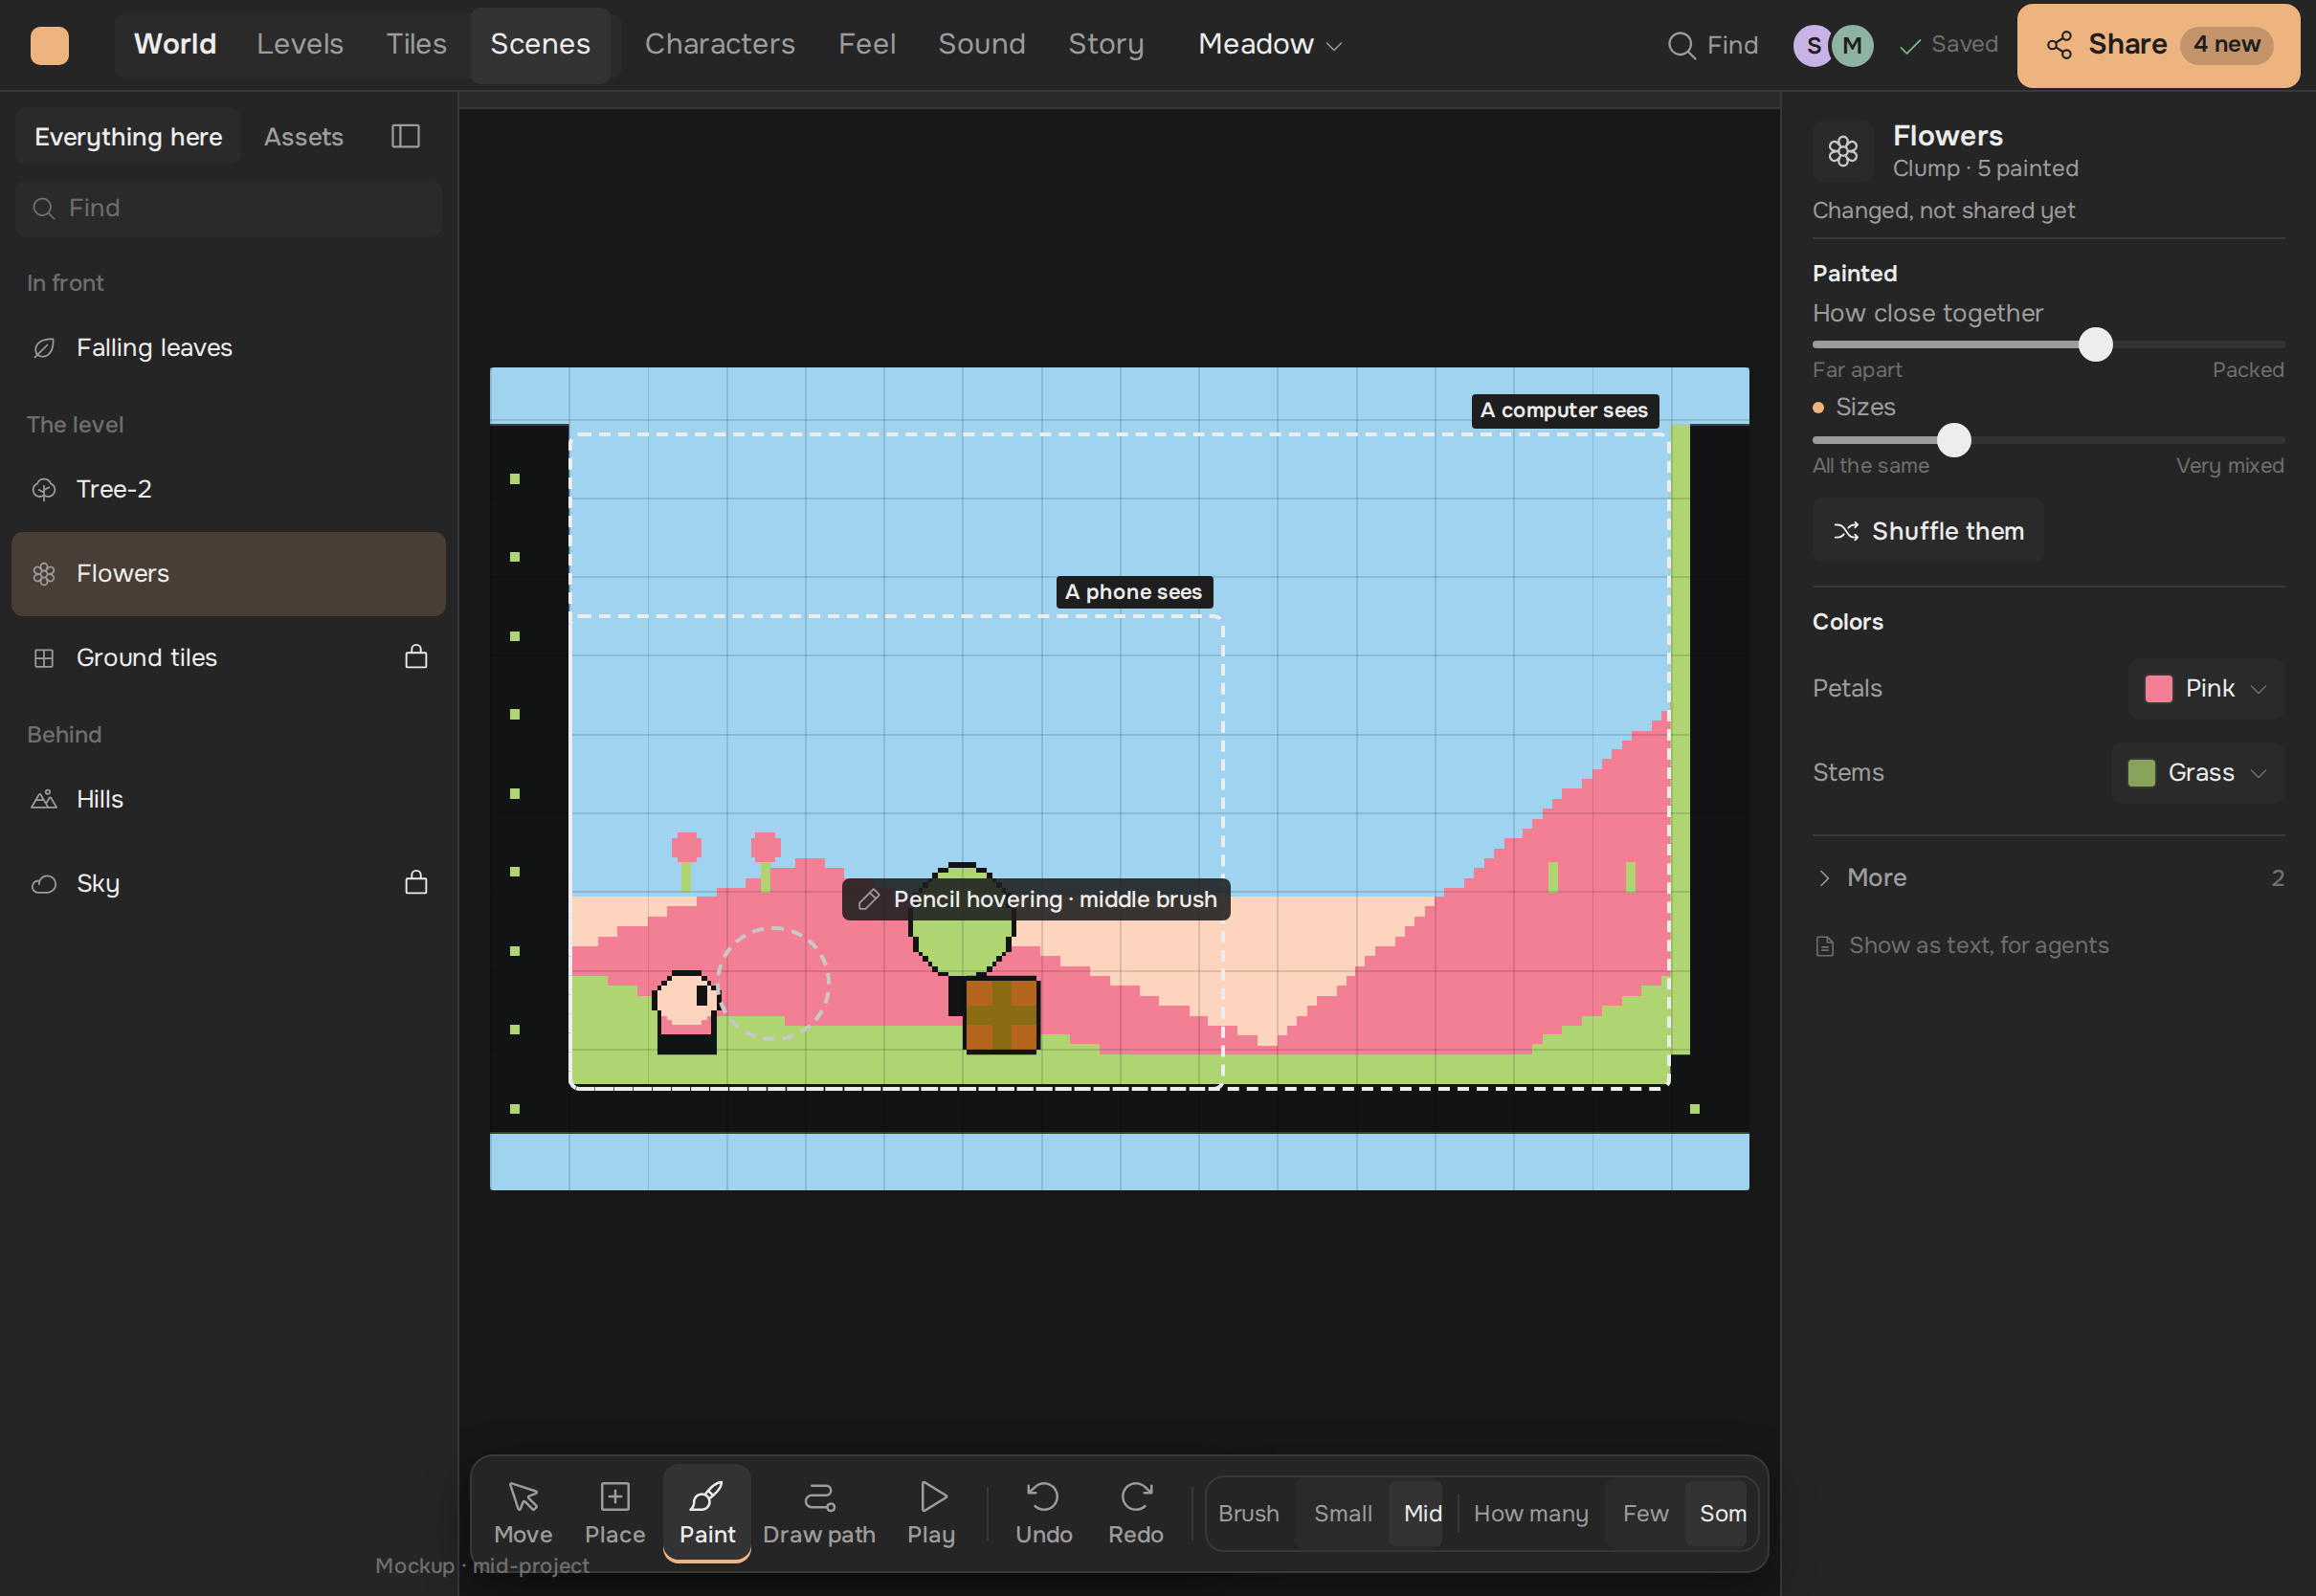 World Levels Tiles Scenes Characters Feel Sound Story Meadow Find S M Saved Share 4 new
Everything here Assets
Find
In front
Falling leaves
The level
Tree-2
Flowers
Ground tiles
Behind
Hills
Sky
A computer sees
A phone sees
Pencil hovering · middle brush
Flowers
Clump · 5 painted
Changed, not shared yet
Painted
How close together
Far apart Packed
Sizes
All the same Very mixed
Shuffle them
Colors
Petals Pink
Stems Grass
More 2
Show as text, for agents
Move Place Paint Draw path Play Undo Redo Brush Small Mid How many Few Som
Mockup · mid-project